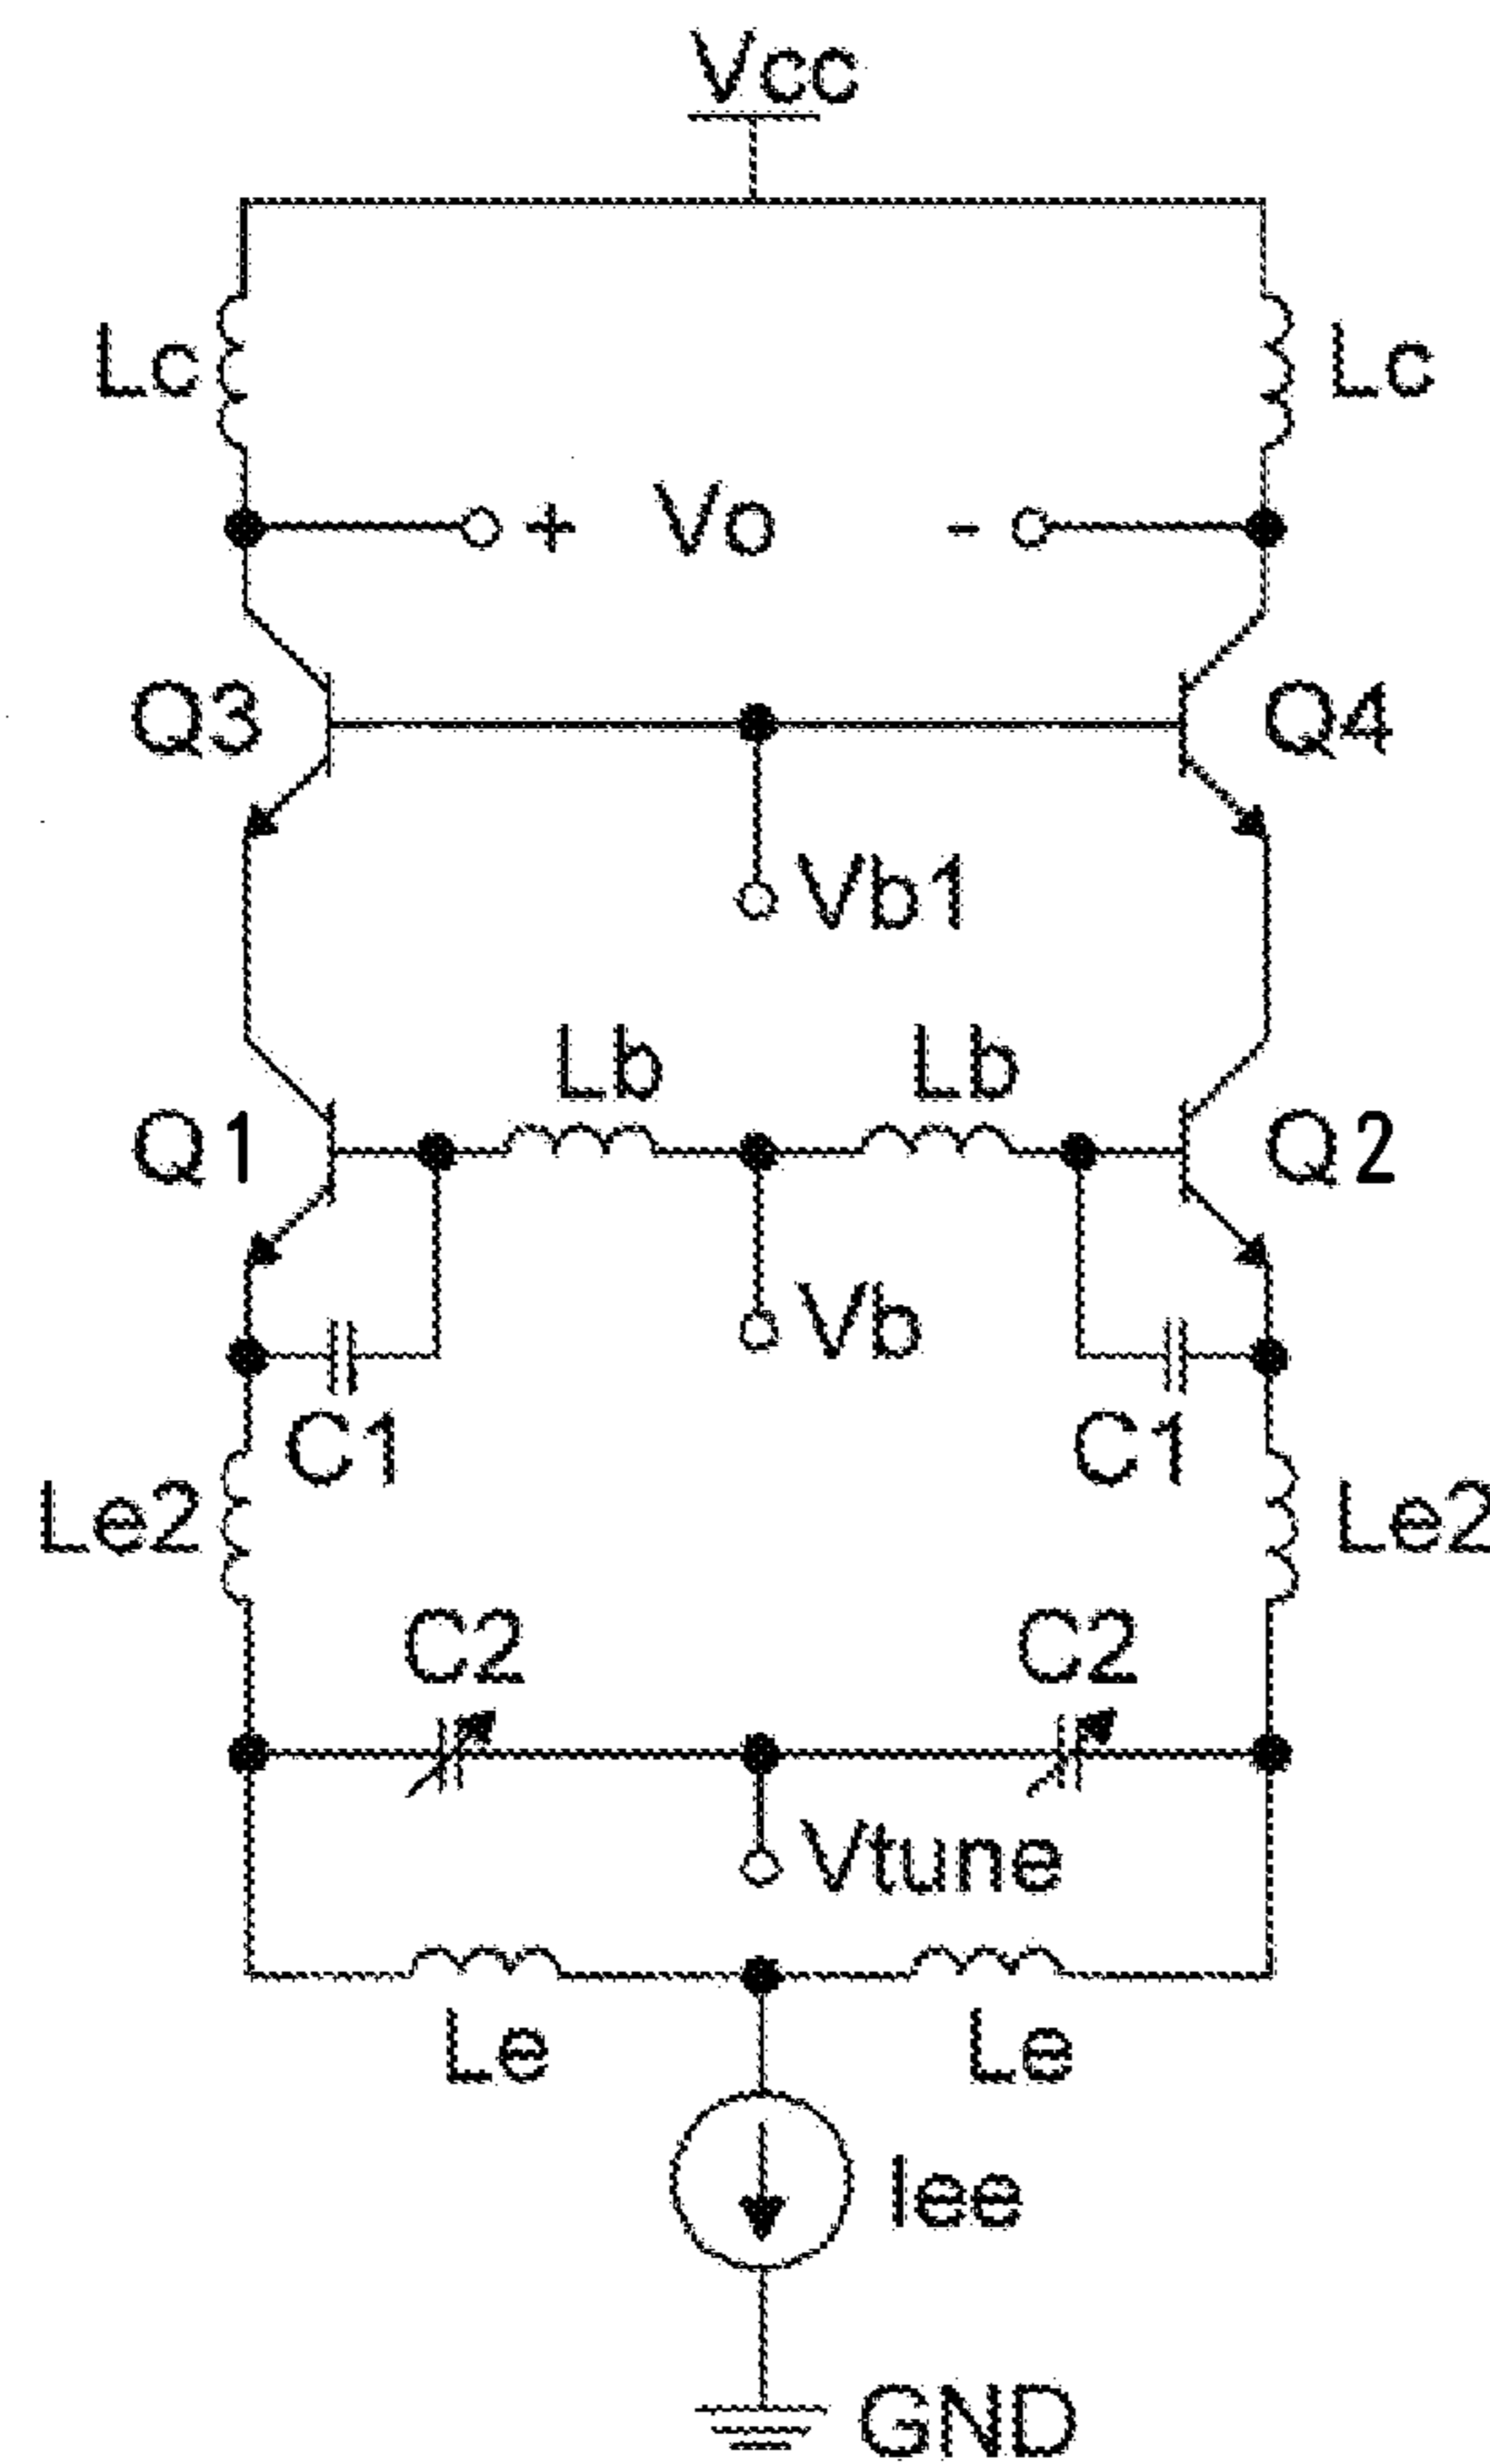 Vcc
Lc Lc
+ Vo -
Q3 Q4
Vb1
Lb Lb
Q1 Q2
Vb
C1 C1
Le2 Le2
C2 C2
Vtune
Le Le
Iee
GND